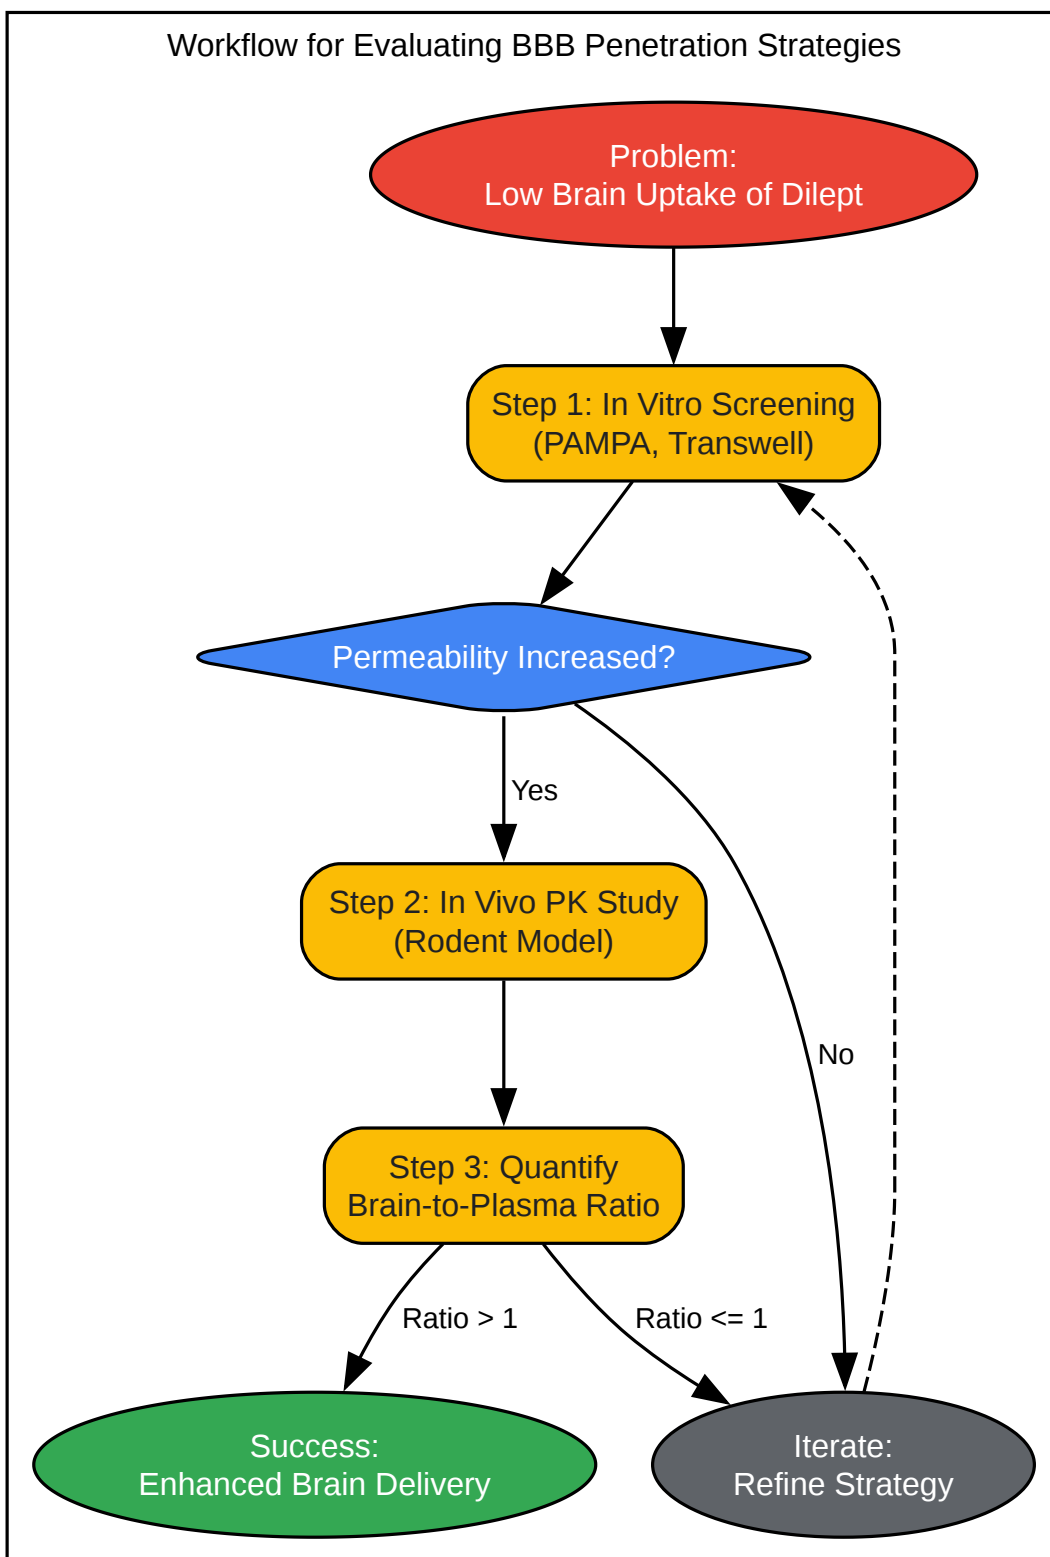 Workflow for Evaluating BBB Penetration Strategies
Problem:
Low Brain Uptake of Dilept
Step 1: In Vitro Screening
(PAMPA, Transwell)
Permeability Increased?
Yes
Step 2: In Vivo PK Study
(Rodent Model)
No
Step 3: Quantify
Brain-to-Plasma Ratio
Ratio > 1
Ratio <= 1
Success:
Enhanced Brain Delivery
Iterate:
Refine Strategy